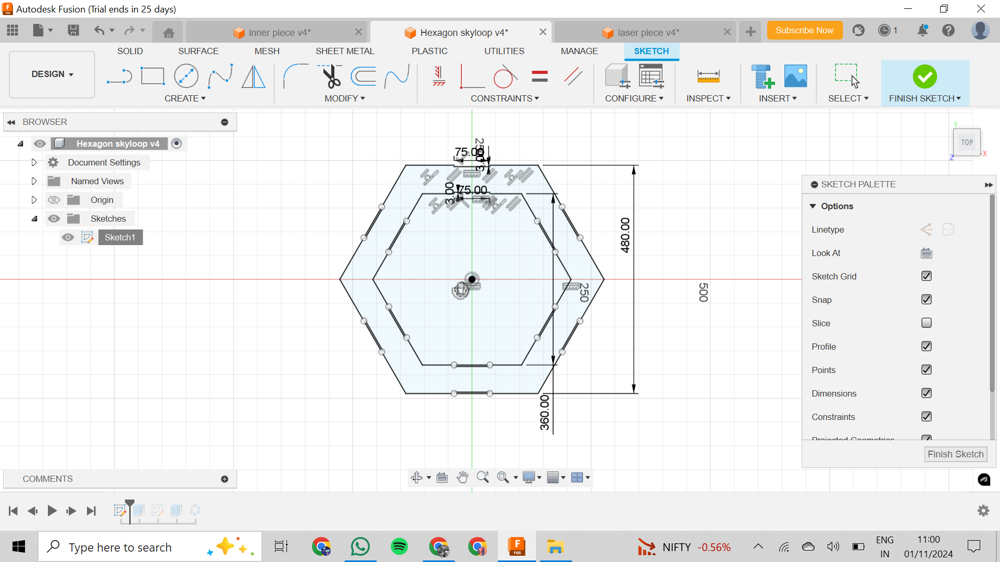 Autodesk Fusion (Trial ends in 25 days)
inner piece v4*
Hexagon skyloop v4*
laser piece v4*
Subscribe Now
1
DESIGN
SOLID
SURFACE
MESH
SHEET METAL
PLASTIC
UTILITIES
MANAGE
SKETCH
CREATE
MODIFY
CONSTRAINTS
CONFIGURE
INSPECT
INSERT
SELECT
FINISH SKETCH
BROWSER
Hexagon skyloop v4
Document Settings
Named Views
Origin
Sketches
Sketch1
250
75.00
3.00
3.00
75.00
480.00
250
500
360.00
Y
TOP
X
Z
SKETCH PALETTE
Options
Linetype
Look At
Sketch Grid
Snap
Slice
Profile
Points
Dimensions
Constraints
Projected Geometries
Finish Sketch
COMMENTS
Type here to search
FUS
NIFTY -0.56%
ENG
IN
11:00
01/11/2024